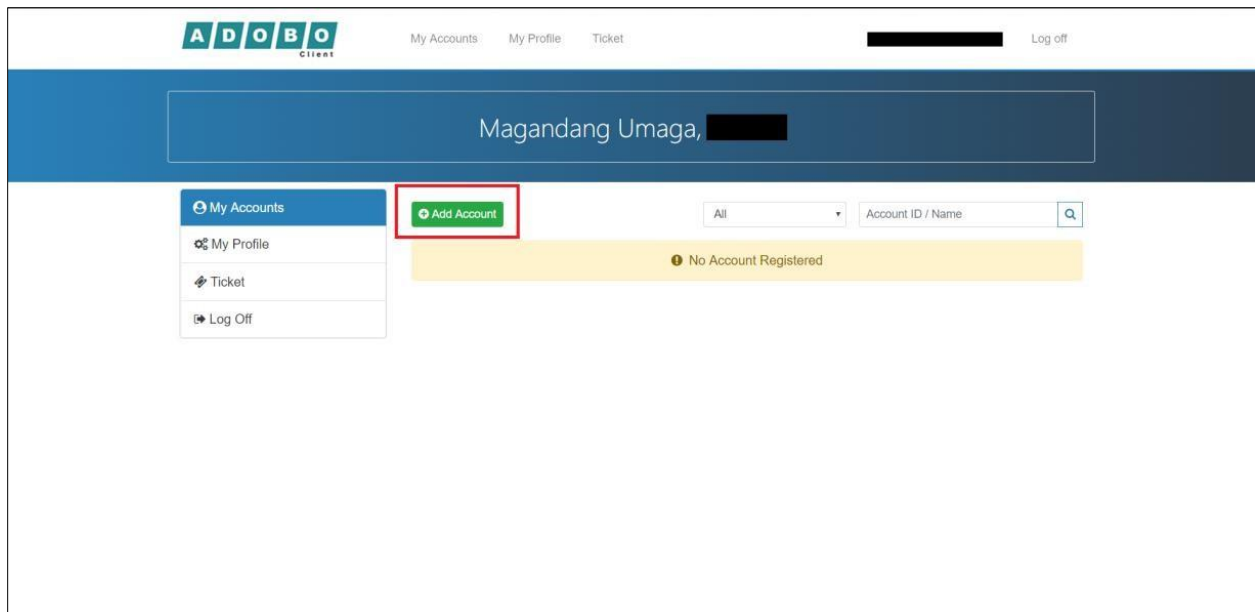 ADOBO
Client
My Accounts My Profile Ticket Log off
Magandang Umaga,
My Accounts
My Profile
Ticket
Log Off
Add Account
All
Account ID / Name
No Account Registered